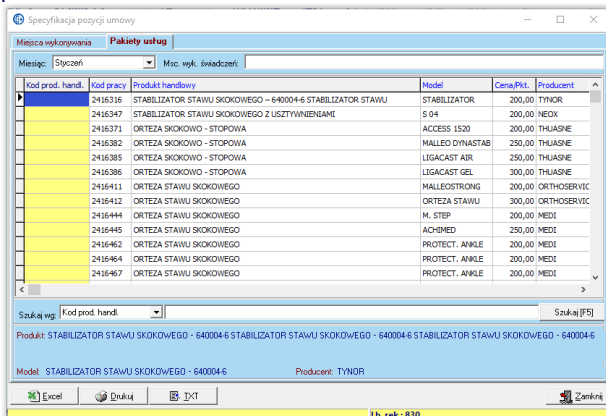 Specyfikacja pozycji umowy
Miejsca wykonywania Pakiety usług
Miesiąc: Styczeń Msc. wyk. świadczeń:
Kod prod. handl. Kod pracy Produkt handlowy Model Cena/Pkt. Producent
2416316 STABILIZATOR STAWU SKOKOWEGO – 640004-6 STABILIZATOR STAWU STABILIZATOR 200,00 TYNOR
2416347 STABILIZATOR STAWU SKOKOWEGO Z USZTYWNIENIAMI S 04 200,00 NEOX
2416371 ORTEZA SKOKOWO - STOPOWA ACCESS 1520 200,00 THUASNE
2416382 ORTEZA SKOKOWO - STOPOWA MALLEO DYNASTAB 250,00 THUASNE
2416385 ORTEZA SKOKOWO - STOPOWA LIGACAST AIR 250,00 THUASNE
2416386 ORTEZA SKOKOWO - STOPOWA LIGACAST GEL 300,00 THUASNE
2416411 ORTEZA STAWU SKOKOWEGO MALLEOSTRONG 200,00 ORTHOSERVIC
2416412 ORTEZA STAWU SKOKOWEGO ORTEZA STAWU 300,00 ORTHOSERVIC
2416444 ORTEZA STAWU SKOKOWEGO M. STEP 200,00 MEDI
2416445 ORTEZA STAWU SKOKOWEGO ACHIMED 250,00 MEDI
2416462 ORTEZA STAWU SKOKOWEGO PROTECT. ANKLE 200,00 MEDI
2416464 ORTEZA STAWU SKOKOWEGO PROTECT. ANKLE 200,00 MEDI
2416467 ORTEZA STAWU SKOKOWEGO PROTECT. ANKLE 200,00 MEDI
Szukaj wg: Kod prod. handl. Szukaj [F5]
Produkt: STABILIZATOR STAWU SKOKOWEGO - 640004-6 STABILIZATOR STAWU SKOKOWEGO - 640004-6 STABILIZATOR STAWU SKOKOWEGO - 640004-6
Model: STABILIZATOR STAWU SKOKOWEGO - 640004-6 Producent: TYNOR
Excel Drukuj TXT Zamknij
Lb. rek.: 830